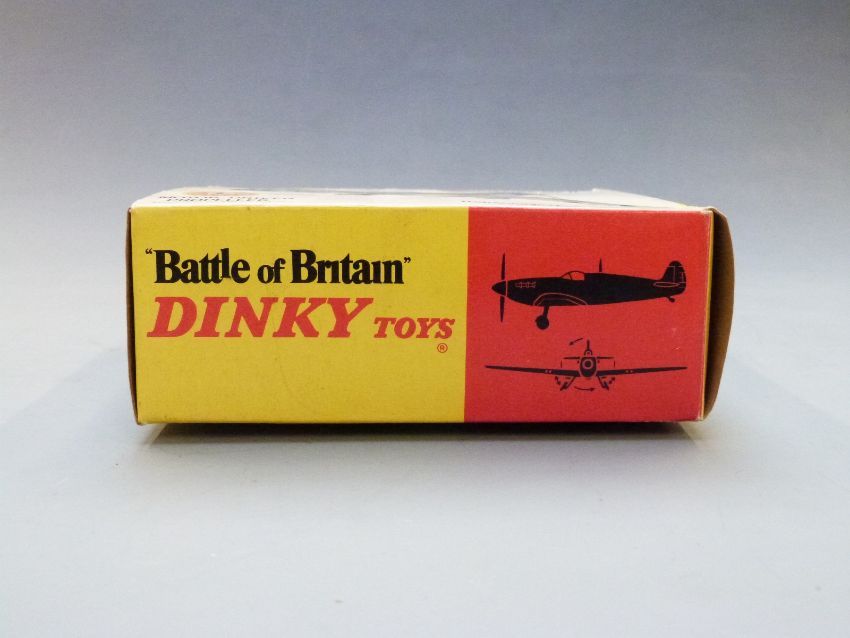 "Battle of Britain"
DINKY TOYS
®